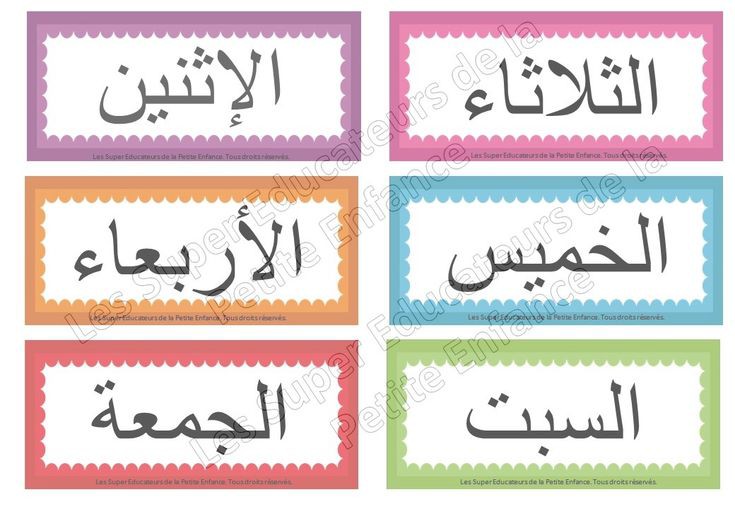 الإثنين
Les Super Educateurs de la Petite Enfance. Tous droits réservés.
الثلاثاء
Les Super Educateurs de la Petite Enfance. Tous droits réservés.
الأربعاء
Les Super Educateurs de la Petite Enfance. Tous droits réservés.
الخميس
Les Super Educateurs de la Petite Enfance. Tous droits réservés.
الجمعة
Les Super Educateurs de la Petite Enfance. Tous droits réservés.
السبت
Les Super Educateurs de la Petite Enfance. Tous droits réservés.
Les Super Educateurs de la
Petite Enfance
Les Super Educateurs de la
Petite Enfance